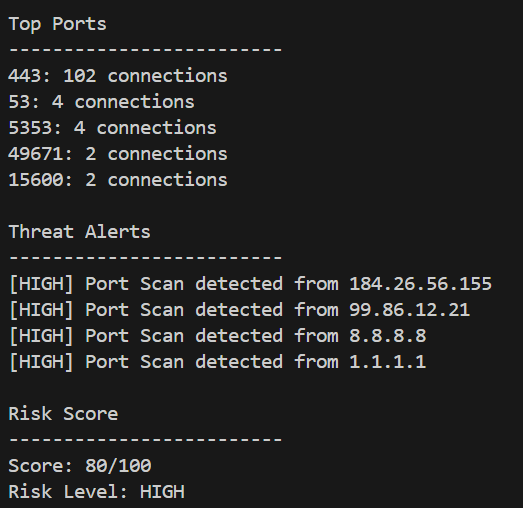 Top Ports
-------------------------
443: 102 connections
53: 4 connections
5353: 4 connections
49671: 2 connections
15600: 2 connections

Threat Alerts
-------------------------
[HIGH] Port Scan detected from 184.26.56.155
[HIGH] Port Scan detected from 99.86.12.21
[HIGH] Port Scan detected from 8.8.8.8
[HIGH] Port Scan detected from 1.1.1.1

Risk Score
-------------------------
Score: 80/100
Risk Level: HIGH